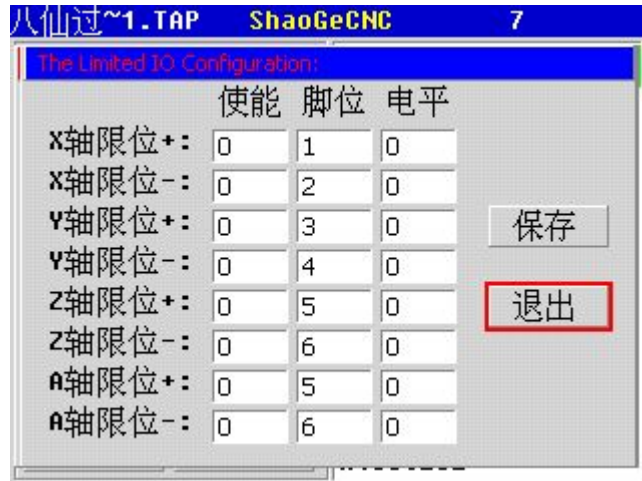 八仙过~1.TAP ShaoGeCNC 7
The Limited IO Configuration:
使能 脚位 电平
X轴限位+: 0 1 0
X轴限位-: 0 2 0
Y轴限位+: 0 3 0
保存
Y轴限位-: 0 4 0
Z轴限位+: 0 5 0
退出
Z轴限位-: 0 6 0
A轴限位+: 0 5 0
A轴限位-: 0 6 0